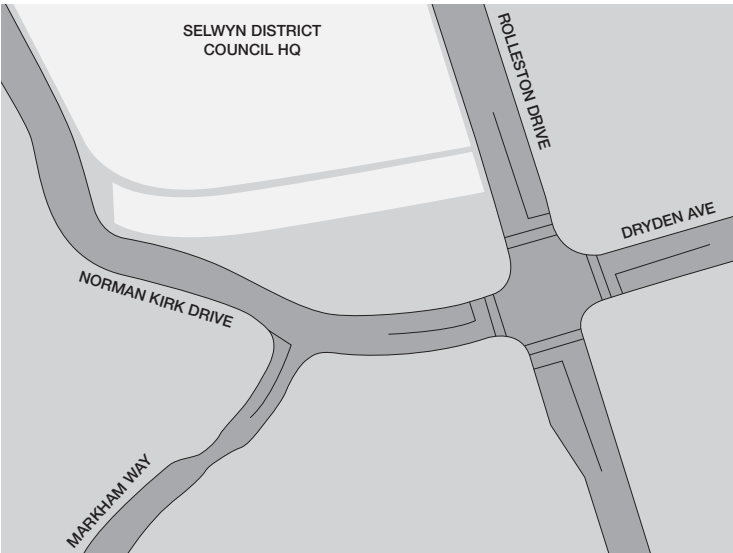 SELWYN DISTRICT
COUNCIL HQ
ROLLESTON DRIVE
DRYDEN AVE
NORMAN KIRK DRIVE
MARKHAM WAY